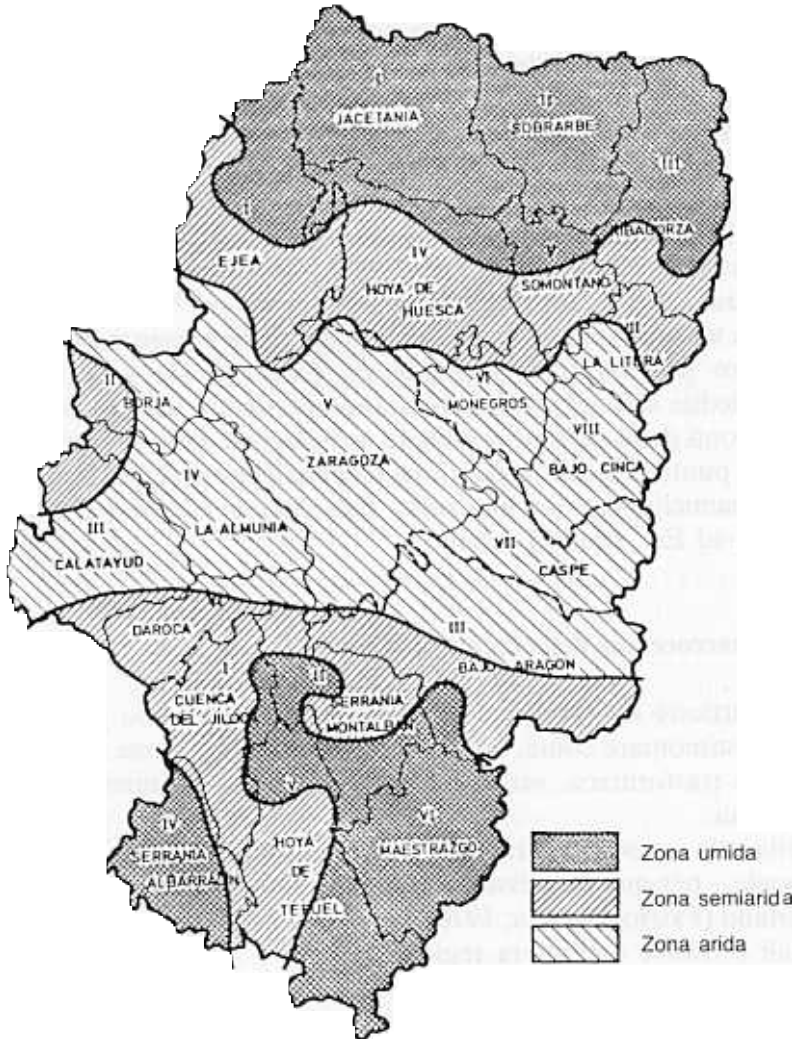 I
JACETANIA
II
SOBRARBE
III
RIBAGORZA
I
EJEA
IV
HOYA DE
HUESCA
V
SOMONTANO
VII
LA LITERA
II
BORJA
V
ZARAGOZA
VI
MONEGROS
VIII
BAJO CINCA
IV
LA ALMUNIA
III
CALATAYUD
VII
CASPE
III
BAJO ARAGON
DAROCA
I
CUENCA
DEL JILOCA
II
SERRANIA
MONTALBAN
IV
SERRANIA
ALBARRACIN
V
HOYA
DE
TERUEL
VI
MAESTRAZGO
Zona umida
Zona semiarida
Zona arida